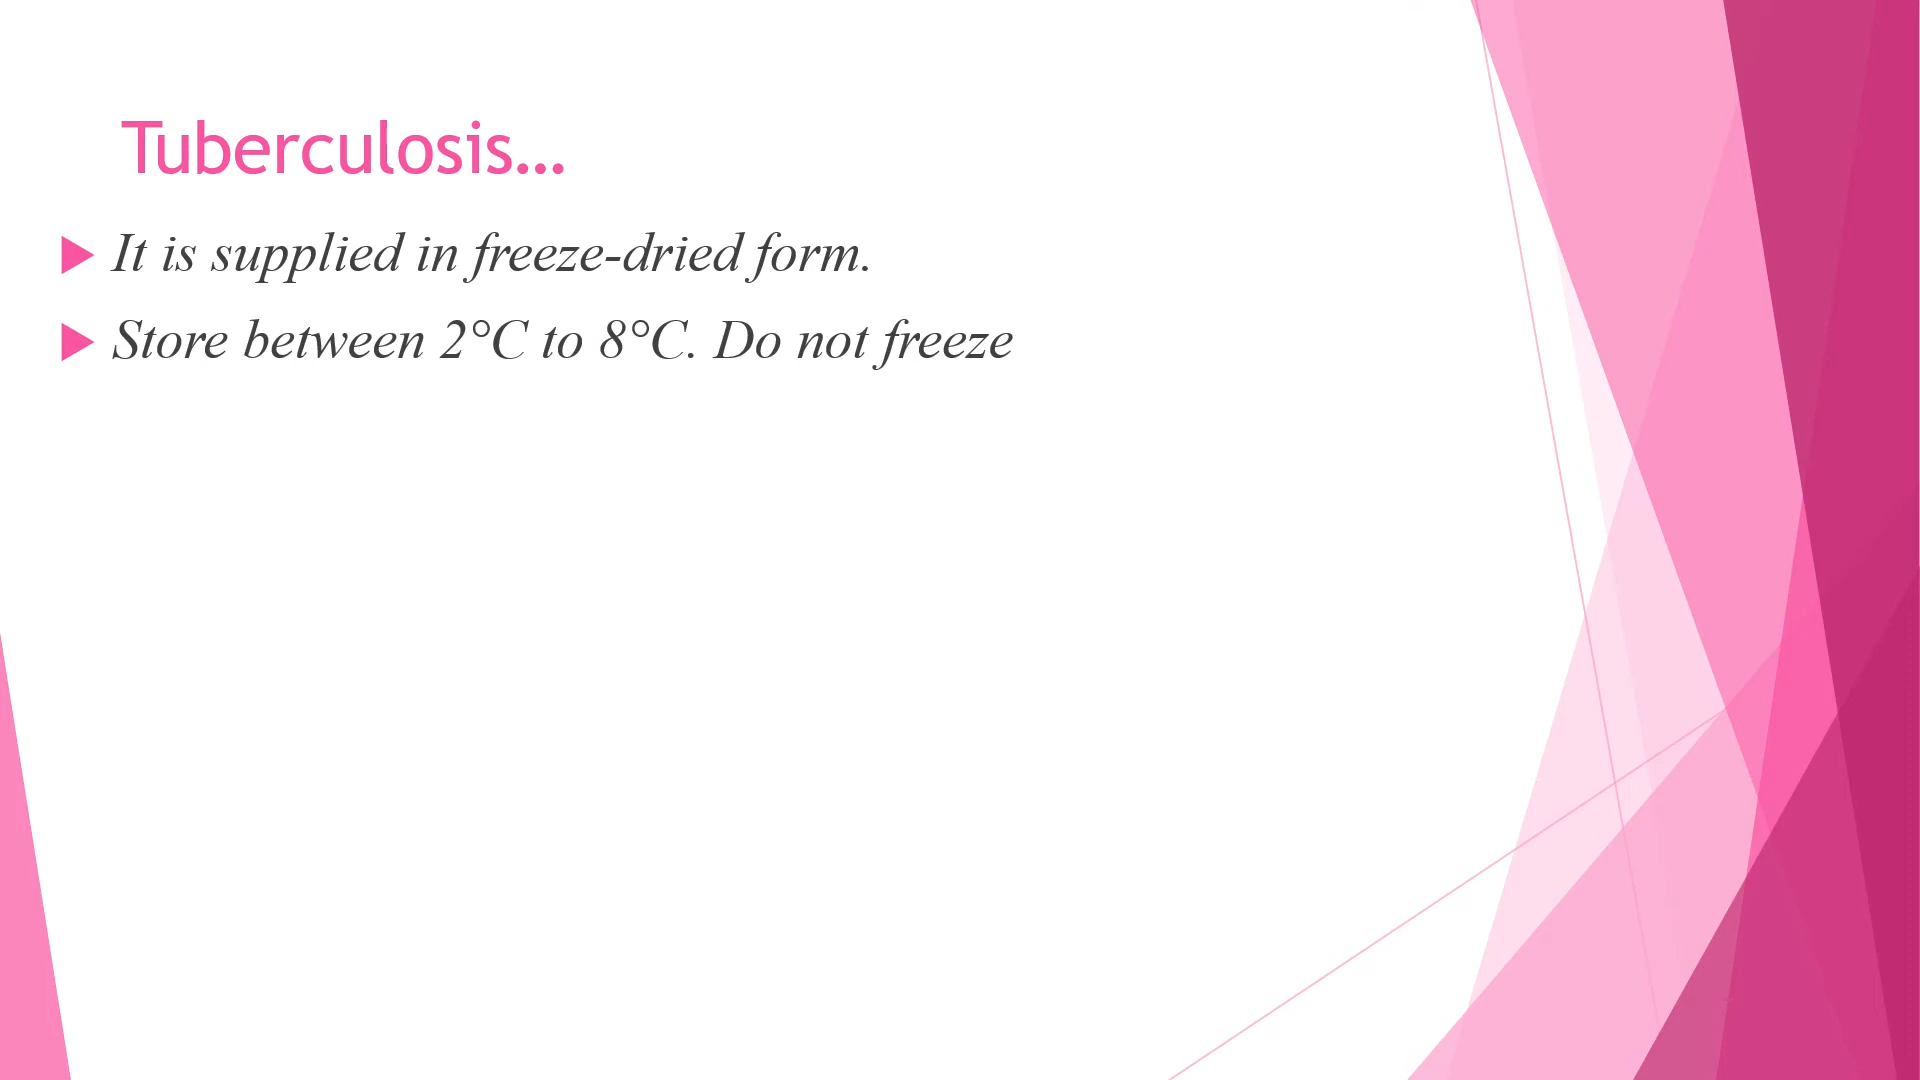 Tuberculosis...
It is supplied in freeze-dried form.
Store between 2°C to 8°C. Do not freeze